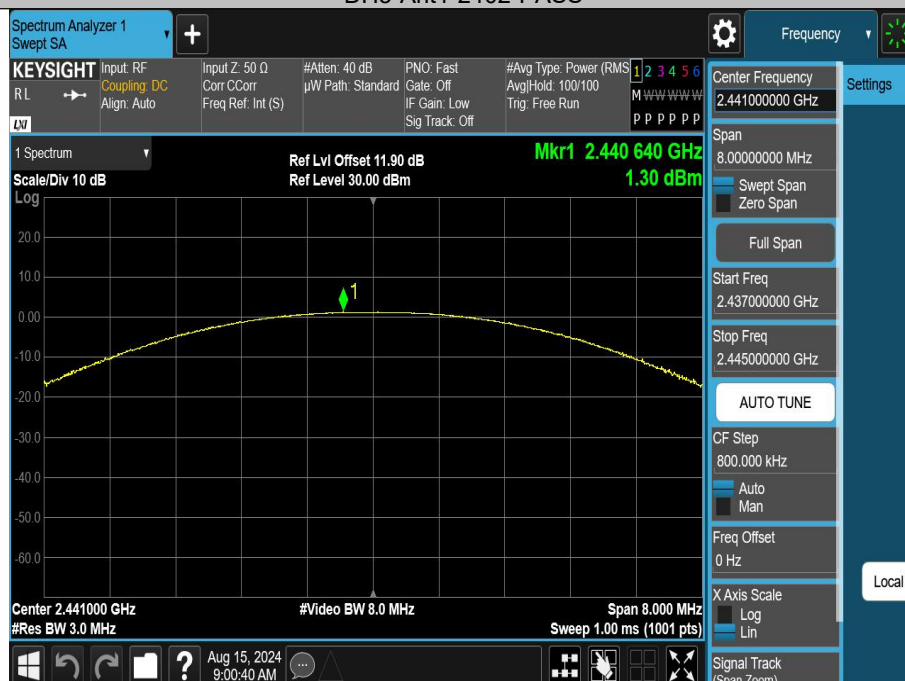 Spectrum Analyzer 1
Swept SA
Frequency
KEYSIGHT
RL
LXI
Input: RF
Coupling: DC
Align: Auto
Input Z: 50 Ω
Corr CCorr
Freq Ref: Int (S)
#Atten: 40 dB
µW Path: Standard
PNO: Fast
Gate: Off
IF Gain: Low
Sig Track: Off
#Avg Type: Power (RMS
Avg|Hold: 100/100
Trig: Free Run
1 2 3 4 5 6
M W W W W W
P P P P P P
Center Frequency
2.441000000 GHz
Settings
1 Spectrum
Scale/Div 10 dB
Log
Ref Lvl Offset 11.90 dB
Ref Level 30.00 dBm
Mkr1 2.440 640 GHz
1.30 dBm
Span
8.00000000 MHz
Swept Span
Zero Span
Full Span
Start Freq
2.437000000 GHz
Stop Freq
2.445000000 GHz
AUTO TUNE
CF Step
800.000 kHz
Auto
Man
Freq Offset
0 Hz
X Axis Scale
Log
Lin
Signal Track
(Span Zoom)
Local
20.0
10.0
1
0.00
-10.0
-20.0
-30.0
-40.0
-50.0
-60.0
Center 2.441000 GHz
#Res BW 3.0 MHz
#Video BW 8.0 MHz
Span 8.000 MHz
Sweep 1.00 ms (1001 pts)
?
Aug 15, 2024
9:00:40 AM